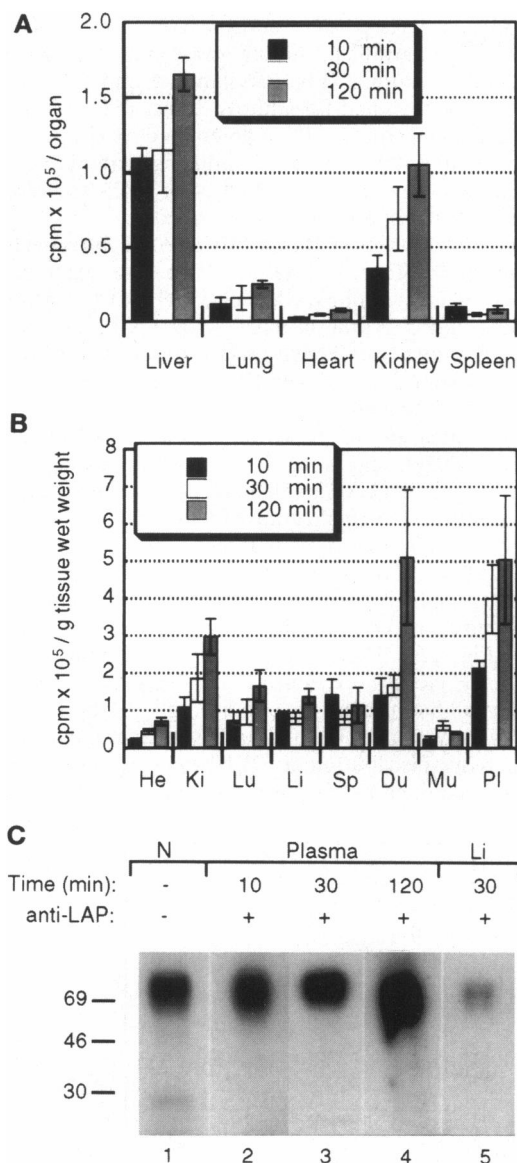 A
cpm x 10⁵ / organ
2.0
1.5
1.0
0.5
0
10 min
30 min
120 min
Liver Lung Heart Kidney Spleen
B
cpm x 10⁵ / g tissue wet weight
8
7
6
5
4
3
2
1
0
10 min
30 min
120 min
He Ki Lu Li Sp Du Mu Pl
C
N Plasma Li
Time (min): - 10 30 120 30
anti-LAP: - + + + +
69
46
30
1 2 3 4 5